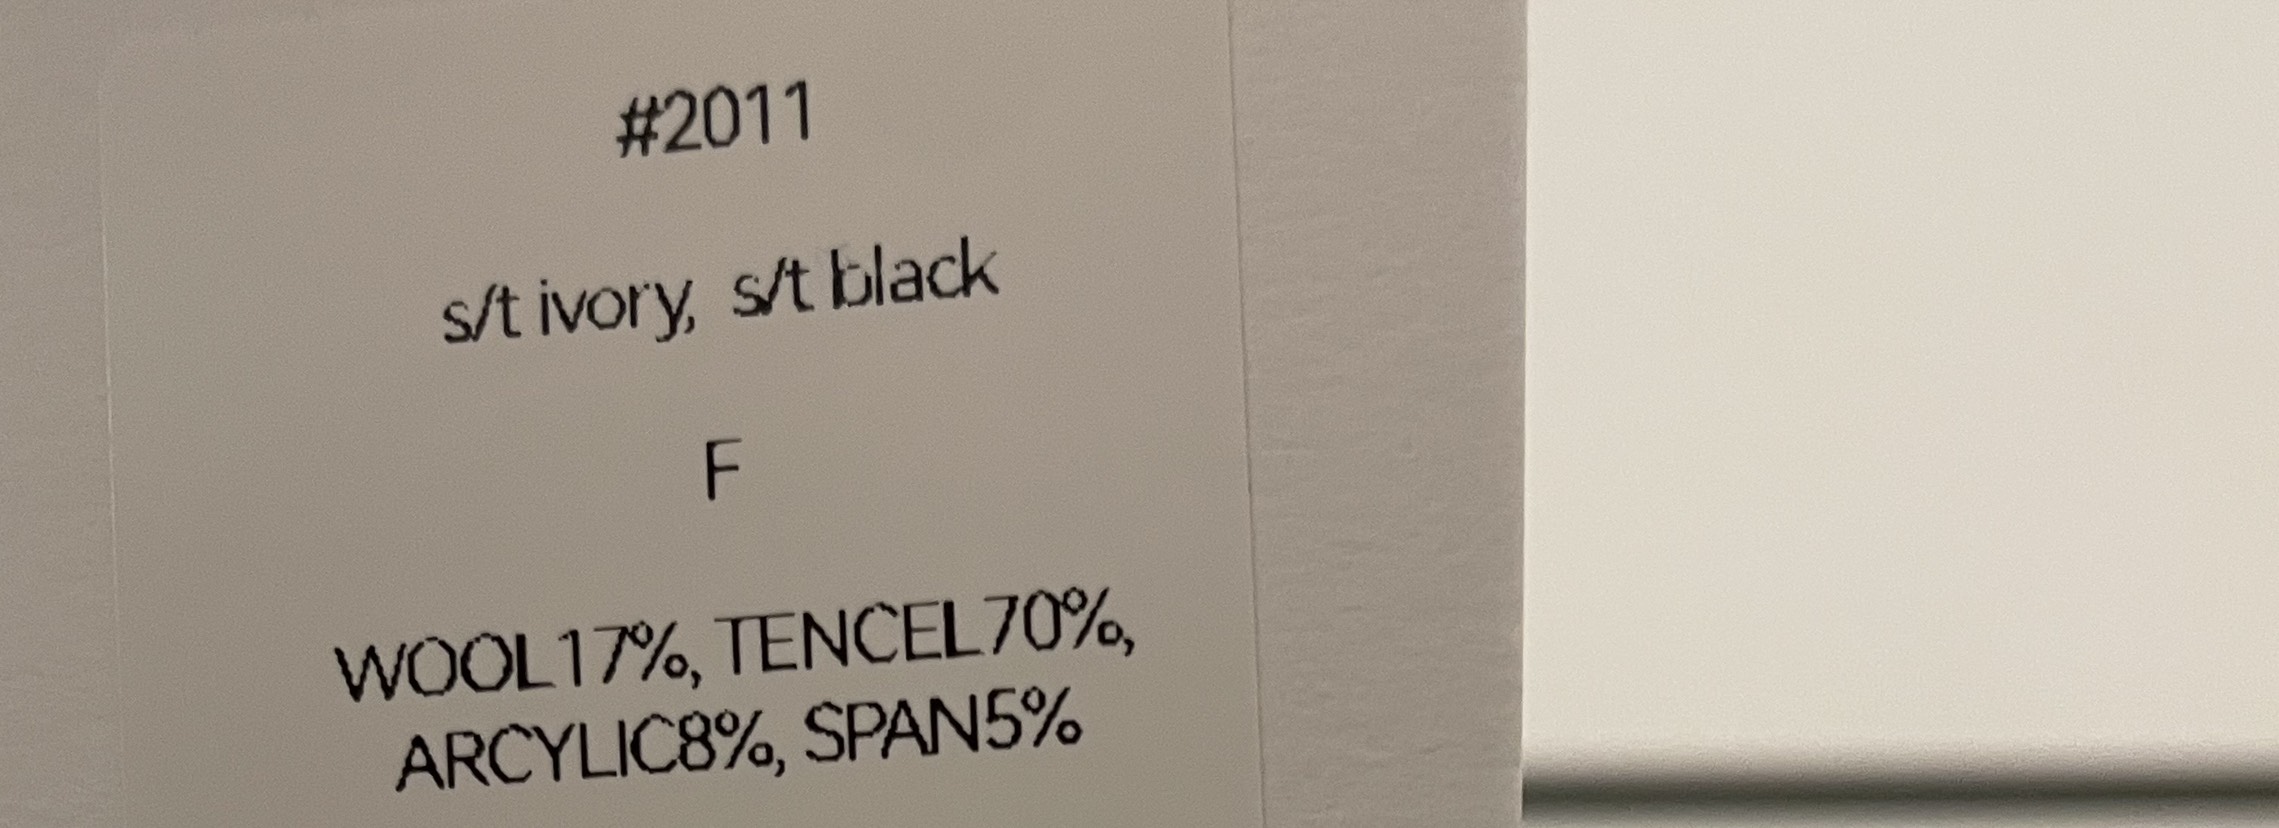 #2011
s/t ivory, s/t black
F
WOOL17%, TENCEL70%,
ARCYLIC8%, SPAN5%